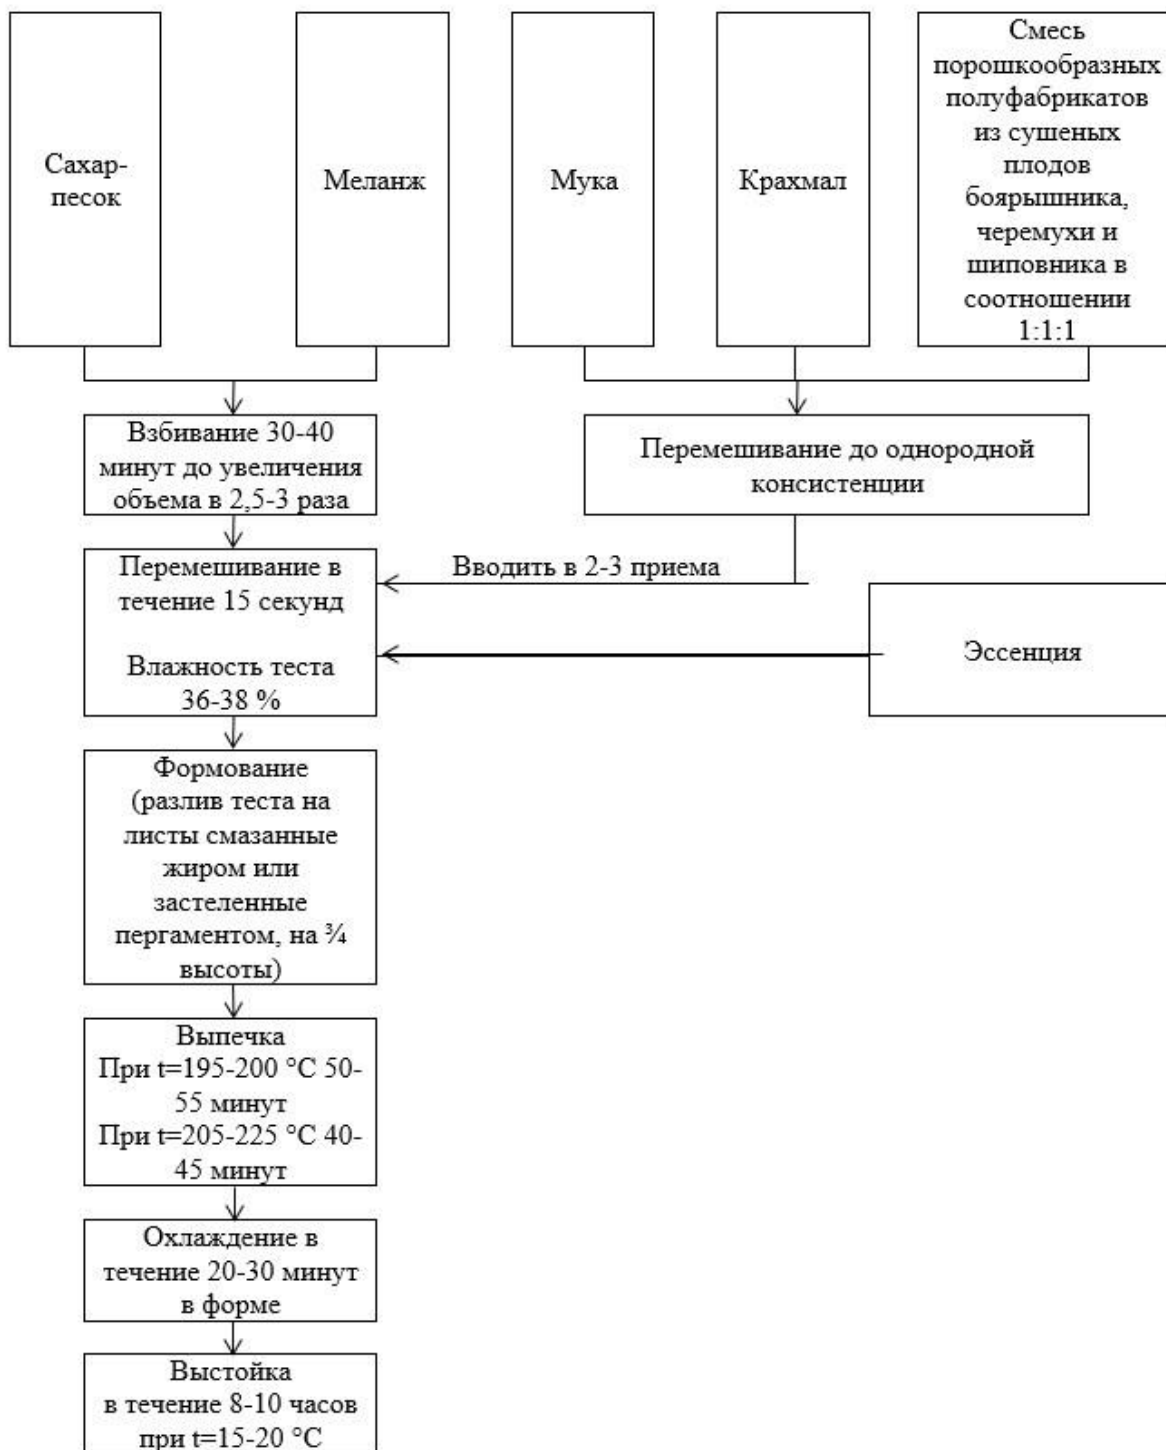 Сахар-
песок
Меланж
Мука
Крахмал
Смесь
порошкообразных
полуфабрикатов
из сушеных
плодов
боярышника,
черемухи и
шиповника в
соотношении
1:1:1
Взбивание 30-40
минут до увеличения
объема в 2,5-3 раза
Перемешивание до однородной
консистенции
Вводить в 2-3 приема
Перемешивание в
течение 15 секунд
Влажность теста
36-38 %
Эссенция
Формование
(разлив теста на
листы смазанные
жиром или
застеленные
пергаментом, на ¾
высоты)
Выпечка
При t=195-200 °С 50-
55 минут
При t=205-225 °С 40-
45 минут
Охлаждение в
течение 20-30 минут
в форме
Выстойка
в течение 8-10 часов
при t=15-20 °С